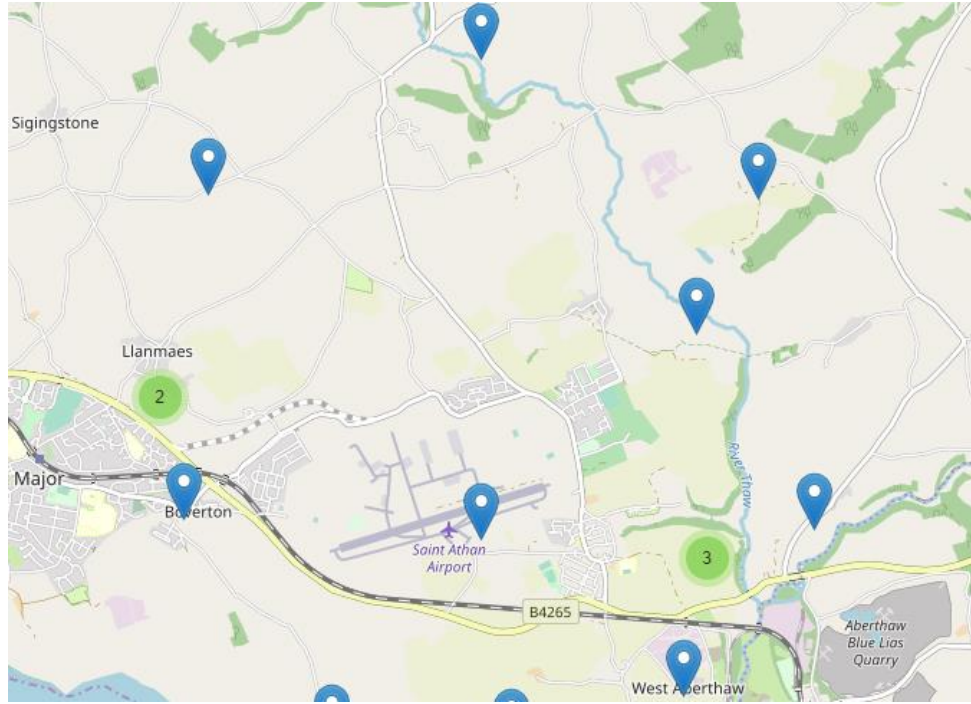 Sigingstone
Llanmaes
2
Major
Boverton
River Thaw
Saint Athan
Airport
3
B4265
Aberthaw
Blue Lias
Quarry
West Aberthaw